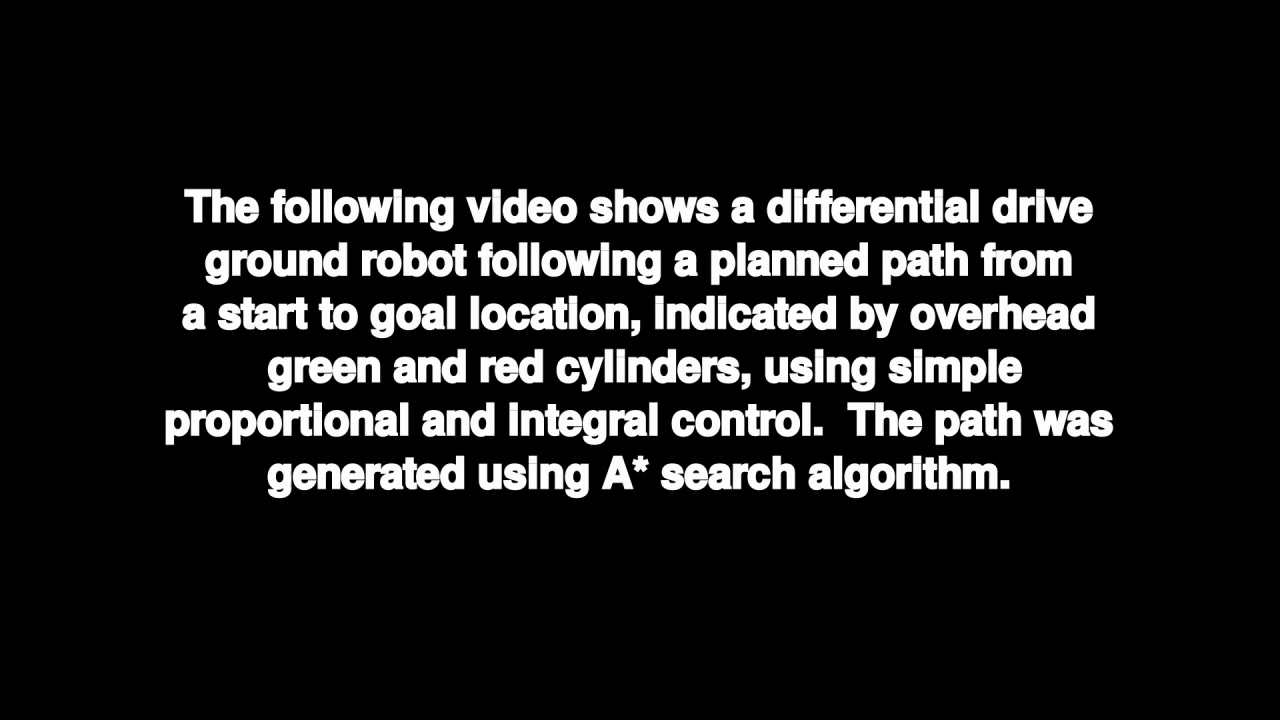 The following video shows a differential drive
ground robot following a planned path from
a start to goal location, indicated by overhead
green and red cylinders, using simple
proportional and integral control.  The path was
generated using A* search algorithm.